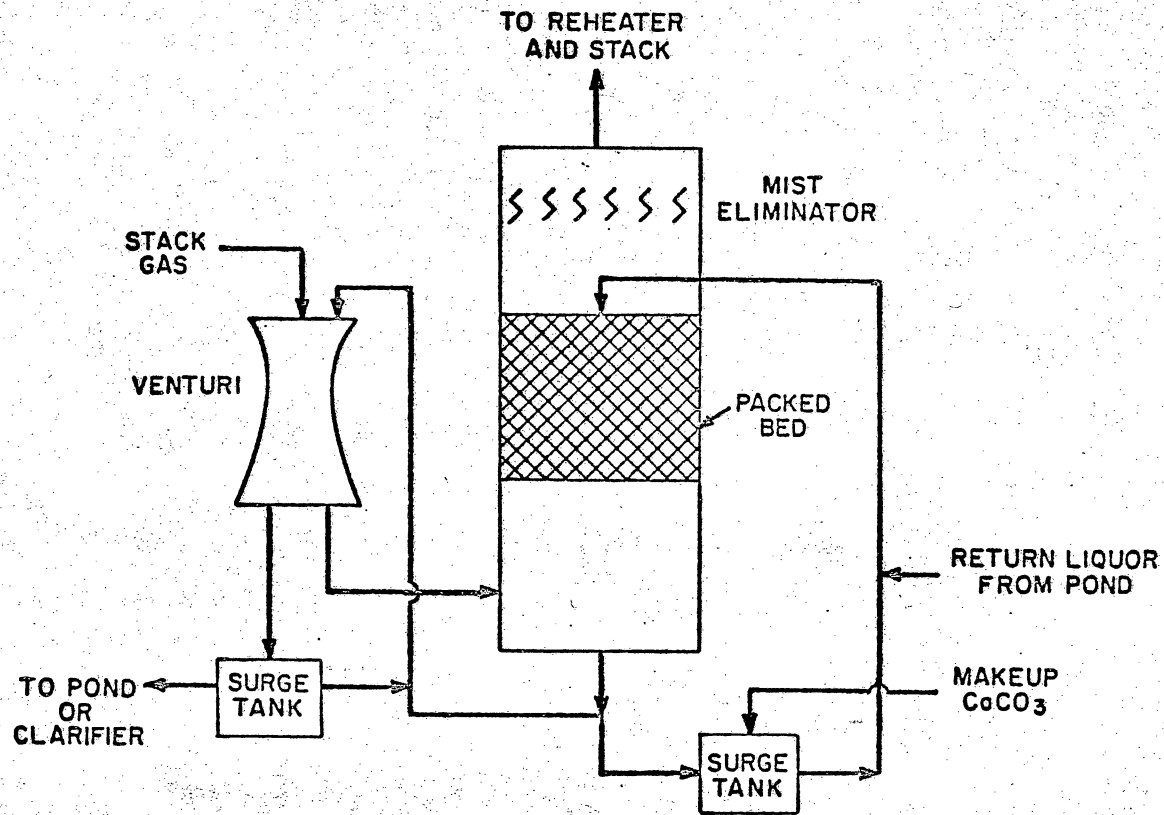 TO REHEATER
AND STACK
MIST
ELIMINATOR
STACK
GAS
VENTURI
PACKED
BED
RETURN LIQUOR
FROM POND
MAKEUP
CaCO₃
TO POND
OR
CLARIFIER
SURGE
TANK
SURGE
TANK